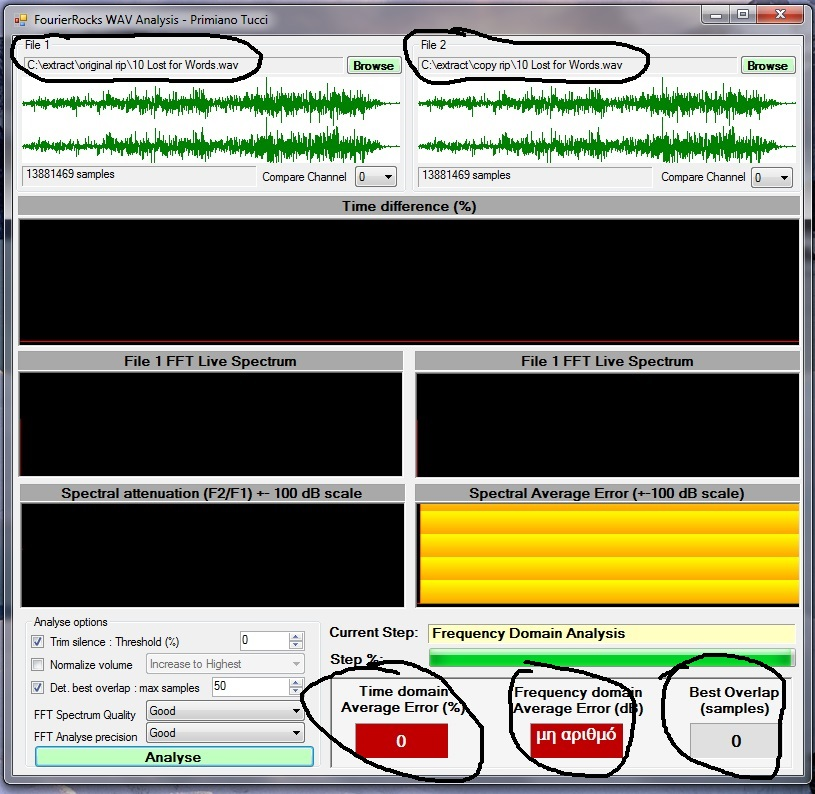 FourierRocks WAV Analysis - Primiano Tucci
File 1
C:\extract\original rip\10 Lost for Words.wav
Browse
13881469 samples
Compare Channel
0
File 2
C:\extract\copy rip\10 Lost for Words.wav
Browse
13881469 samples
Compare Channel
0
Time difference (%)
File 1 FFT Live Spectrum
File 1 FFT Live Spectrum
Spectral attenuation (F2/F1) +- 100 dB scale
Spectral Average Error (+-100 dB scale)
Analyse options
Trim silence : Threshold (%)
0
Normalize volume
Increase to Highest
Det. best overlap : max samples
50
FFT Spectrum Quality
Good
FFT Analyse precision
Good
Analyse
Current Step:
Frequency Domain Analysis
Step %:
Time domain
Average Error (%)
0
Frequency domain
Average Error (dB)
μη αριθμό
Best Overlap
(samples)
0